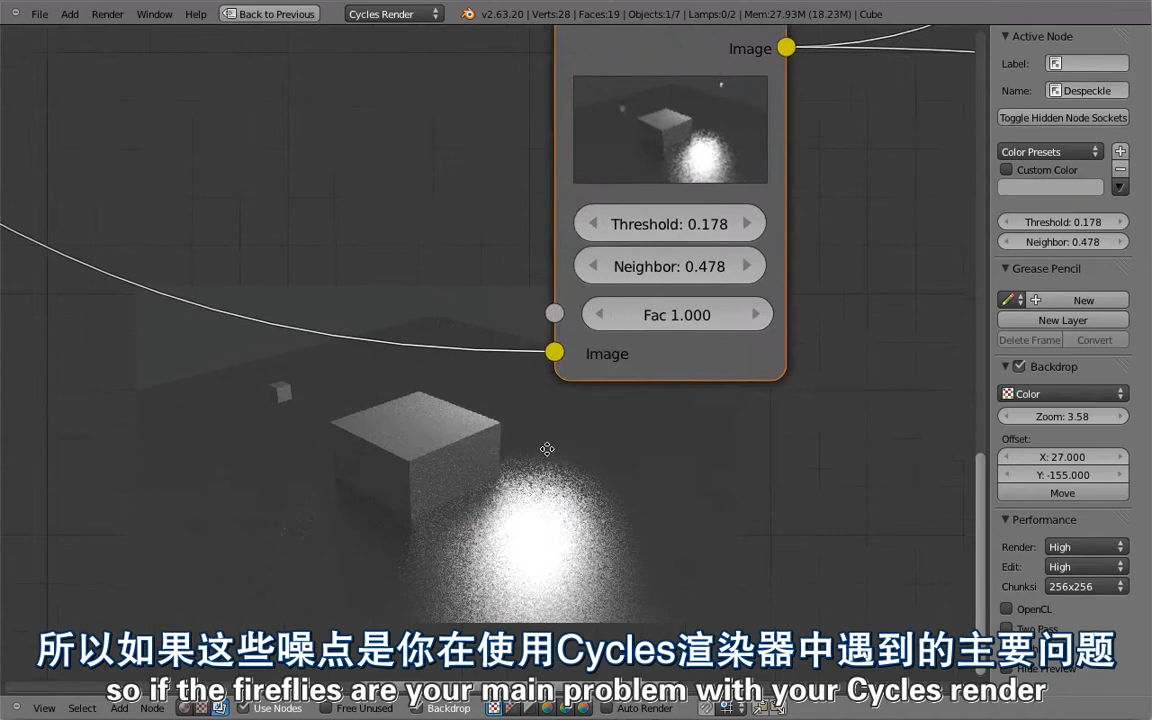 File Add Render Window Help Back to Previous Cycles Render v2.63.20 | Verts:28 | Faces:19 | Objects:1/7 | Lamps:0/2 | Mem:27.93M (18.23M) | Cube
Image
Threshold: 0.178
Neighbor: 0.478
Fac 1.000
Image
Active Node
Label:
Name: Despeckle
Toggle Hidden Node Sockets
Color Presets
Custom Color
Threshold: 0.178
Neighbor: 0.478
Grease Pencil
New
New Layer
Delete Frame Convert
Backdrop
Color
Zoom: 3.58
Offset:
X: 27.000
Y: -155.000
Move
Performance
Render: High
Edit: High
Chunksi 256x256
OpenCL
所以如果这些噪点是你在使用Cycles渲染器中遇到的主要问题
so if the fireflies are your main problem with your Cycles render
View Select Add Node Use Nodes Free Unused Backdrop Auto Render